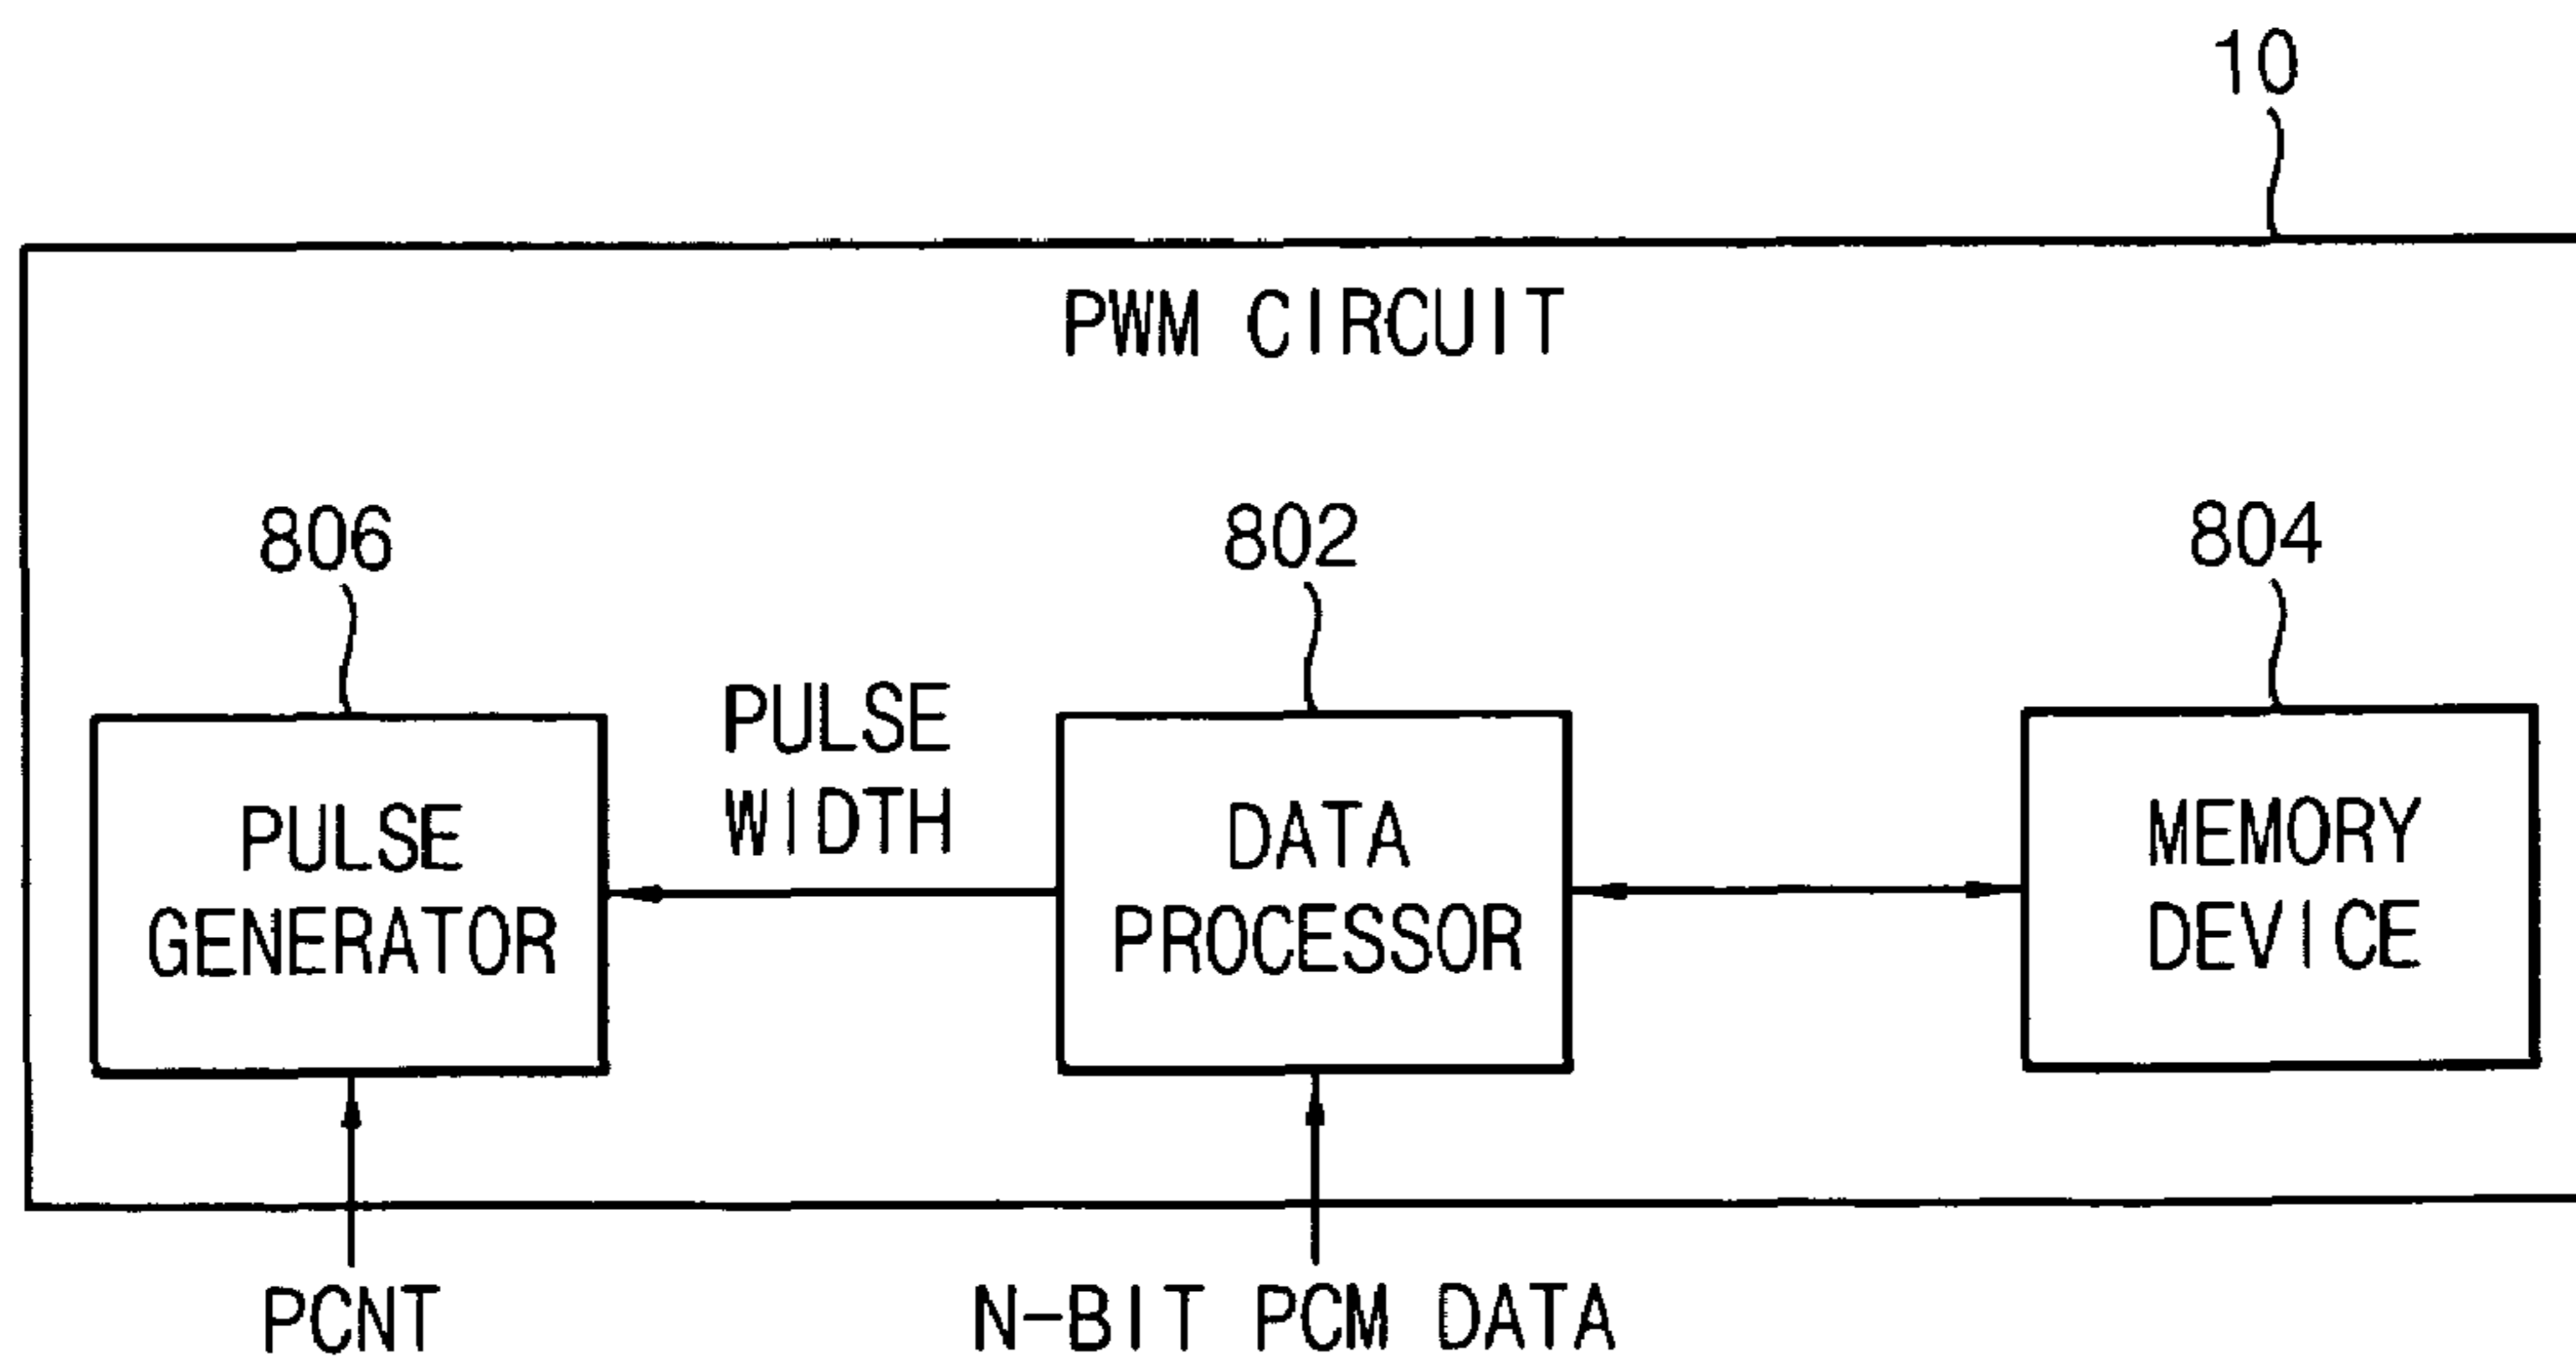 10
PWM CIRCUIT
806
802
804
PULSE
WIDTH
PULSE
GENERATOR
DATA
PROCESSOR
MEMORY
DEVICE
PCNT
N-BIT PCM DATA